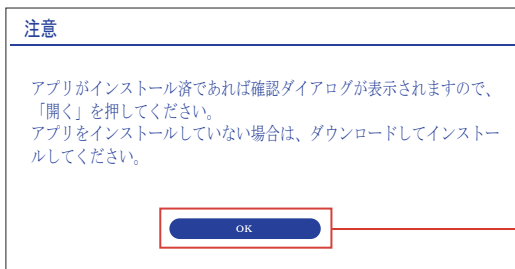 注意
アプリがインストール済であれば確認ダイアログが表示されますので、
「開く」を押してください。
アプリをインストールしていない場合は、ダウンロードしてインストー
ルしてください。
OK